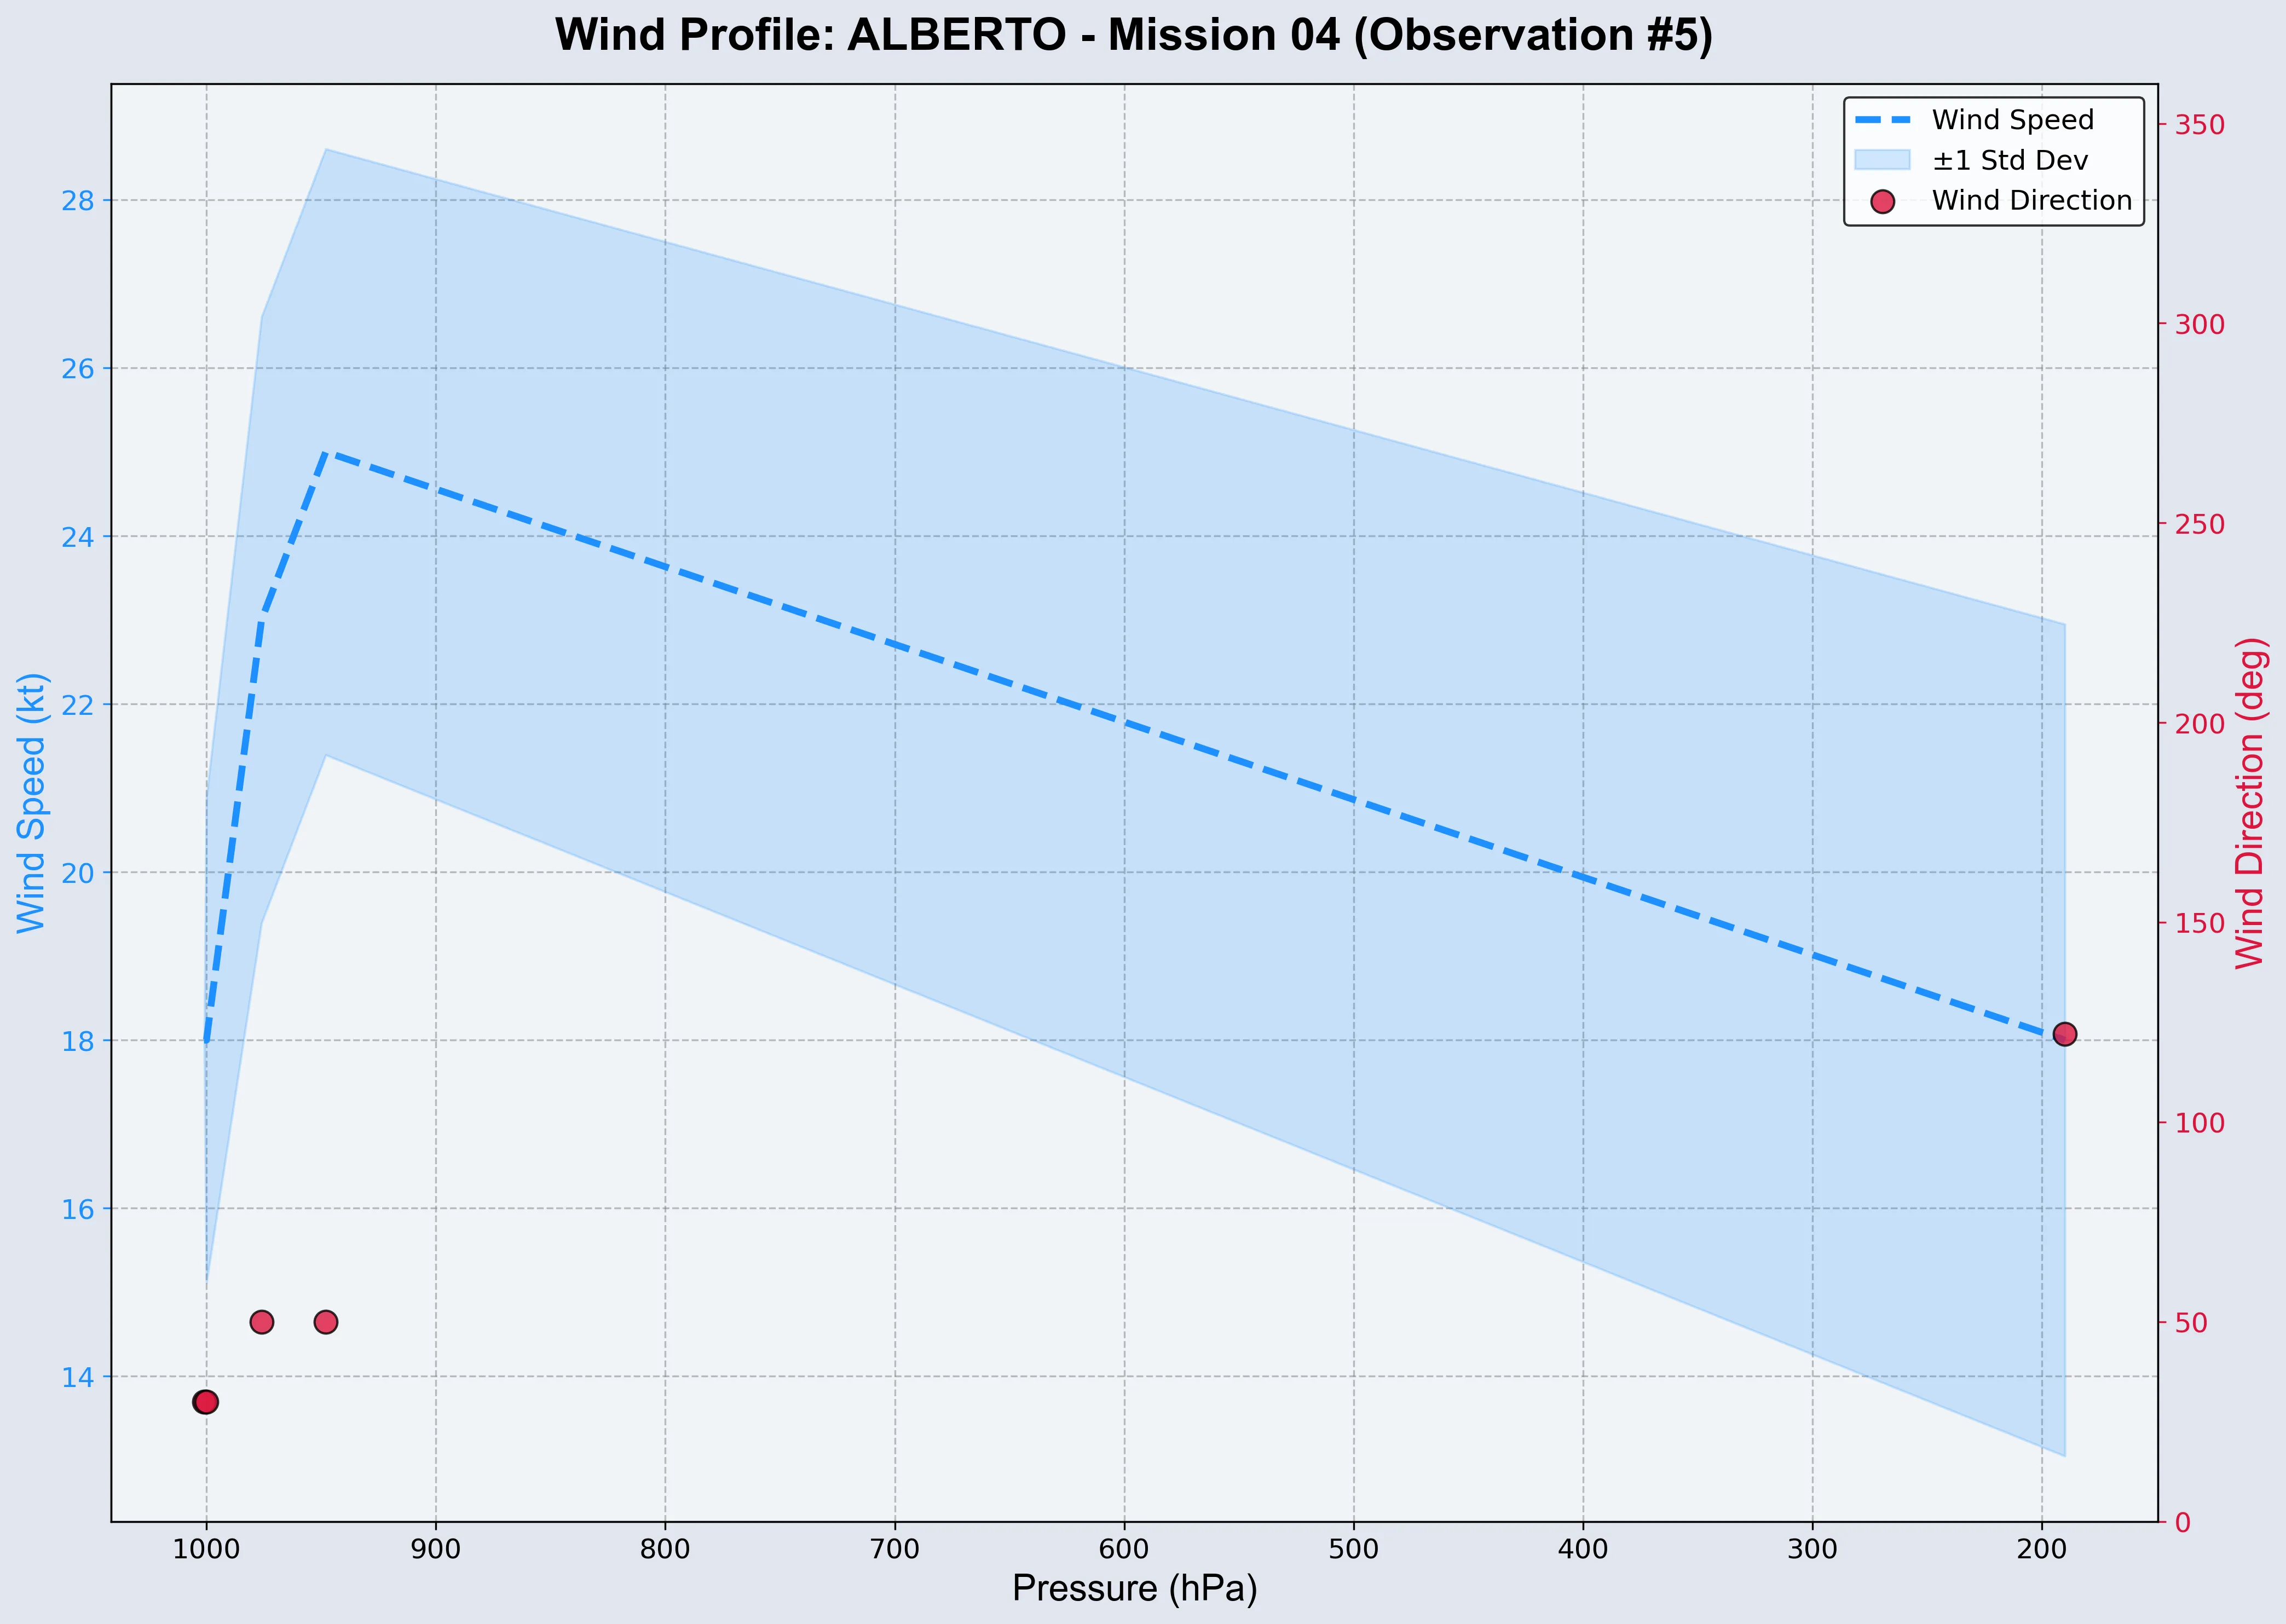 Wind Profile: ALBERTO - Mission 04 (Observation #5)
Wind Speed
±1 Std Dev
Wind Direction
Wind Speed (kt)
28
26
24
22
20
18
16
14
350
300
250
200
150
100
50
0
Wind Direction (deg)
1000 900 800 700 600 500 400 300 200
Pressure (hPa)